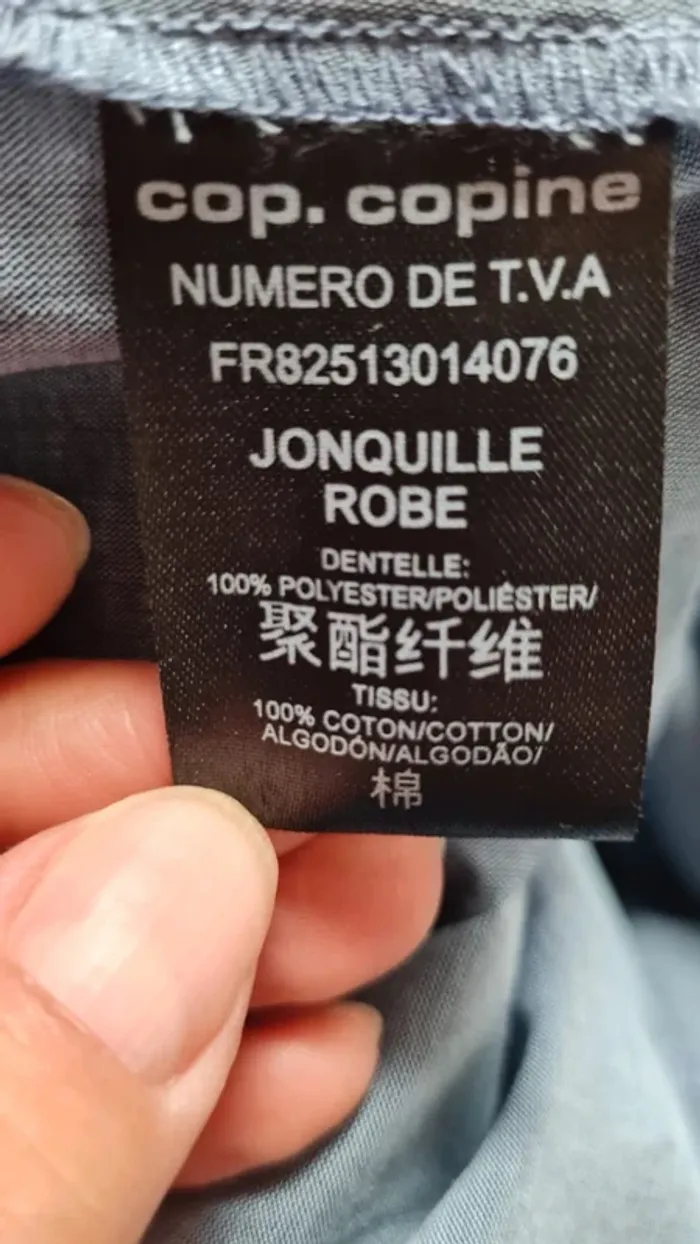 cop. copine
NUMERO DE T.V.A
FR82513014076
JONQUILLE
ROBE
DENTELLE:
100% POLYESTER/POLIÉSTER/
聚酯纤维
TISSU:
100% COTON/COTTON/
ALGODÓN/ALGODÃO/
棉